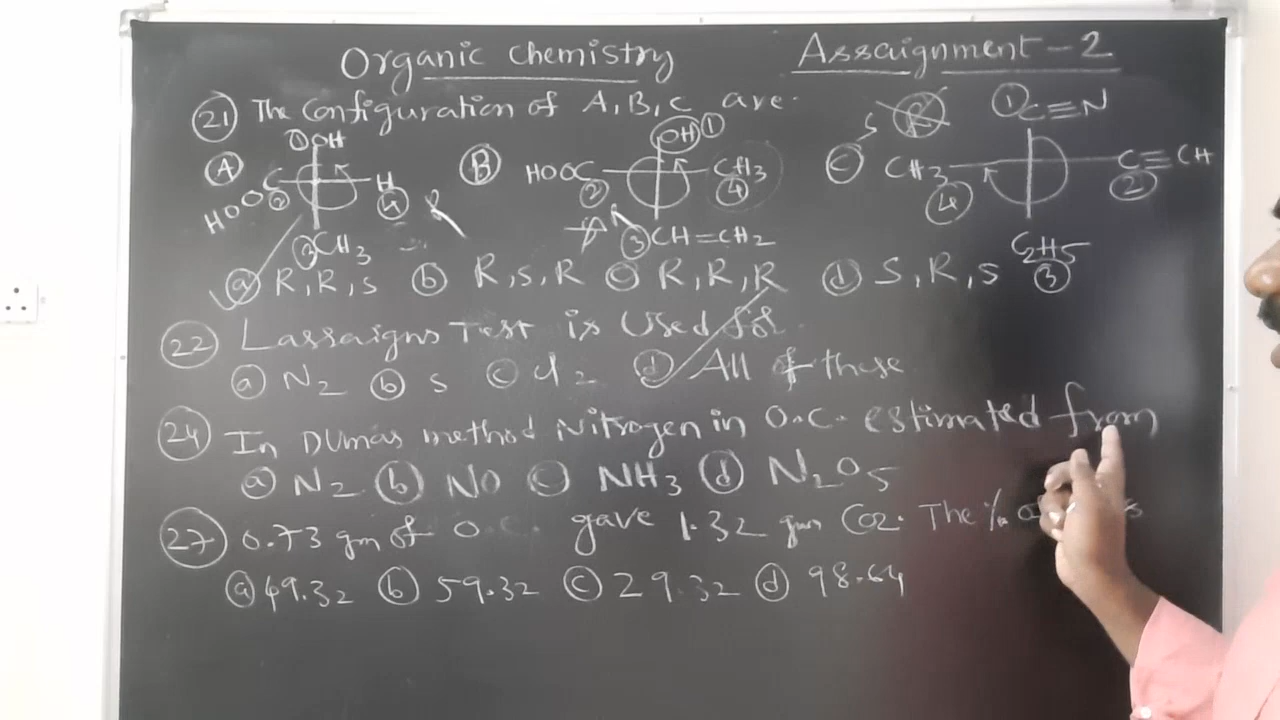 Organic Chemistry Assaignment-2
21 The Configuration of A,B,C are.
A ① OH HOOC ② H ④ ③ CH3 R
B OH ① HOOC ② CH3 ④ ③ CH=CH2
C S R ① C≡N CH3 ④ C≡CH ② C2H5 ③
a R,R,S b R,S,R c R,R,R d S,R,S
22 Lassaigns Test is Used for.
a N2 b S c Cl2 d All of these
24 In Dumas method Nitrogen in O.C. estimated from
a N2 b NO c NH3 d N2O5
27 0.73 gm of O.C. gave 1.32 gm CO2. The %
a 49.32 b 59.32 c 29.32 d 98.64